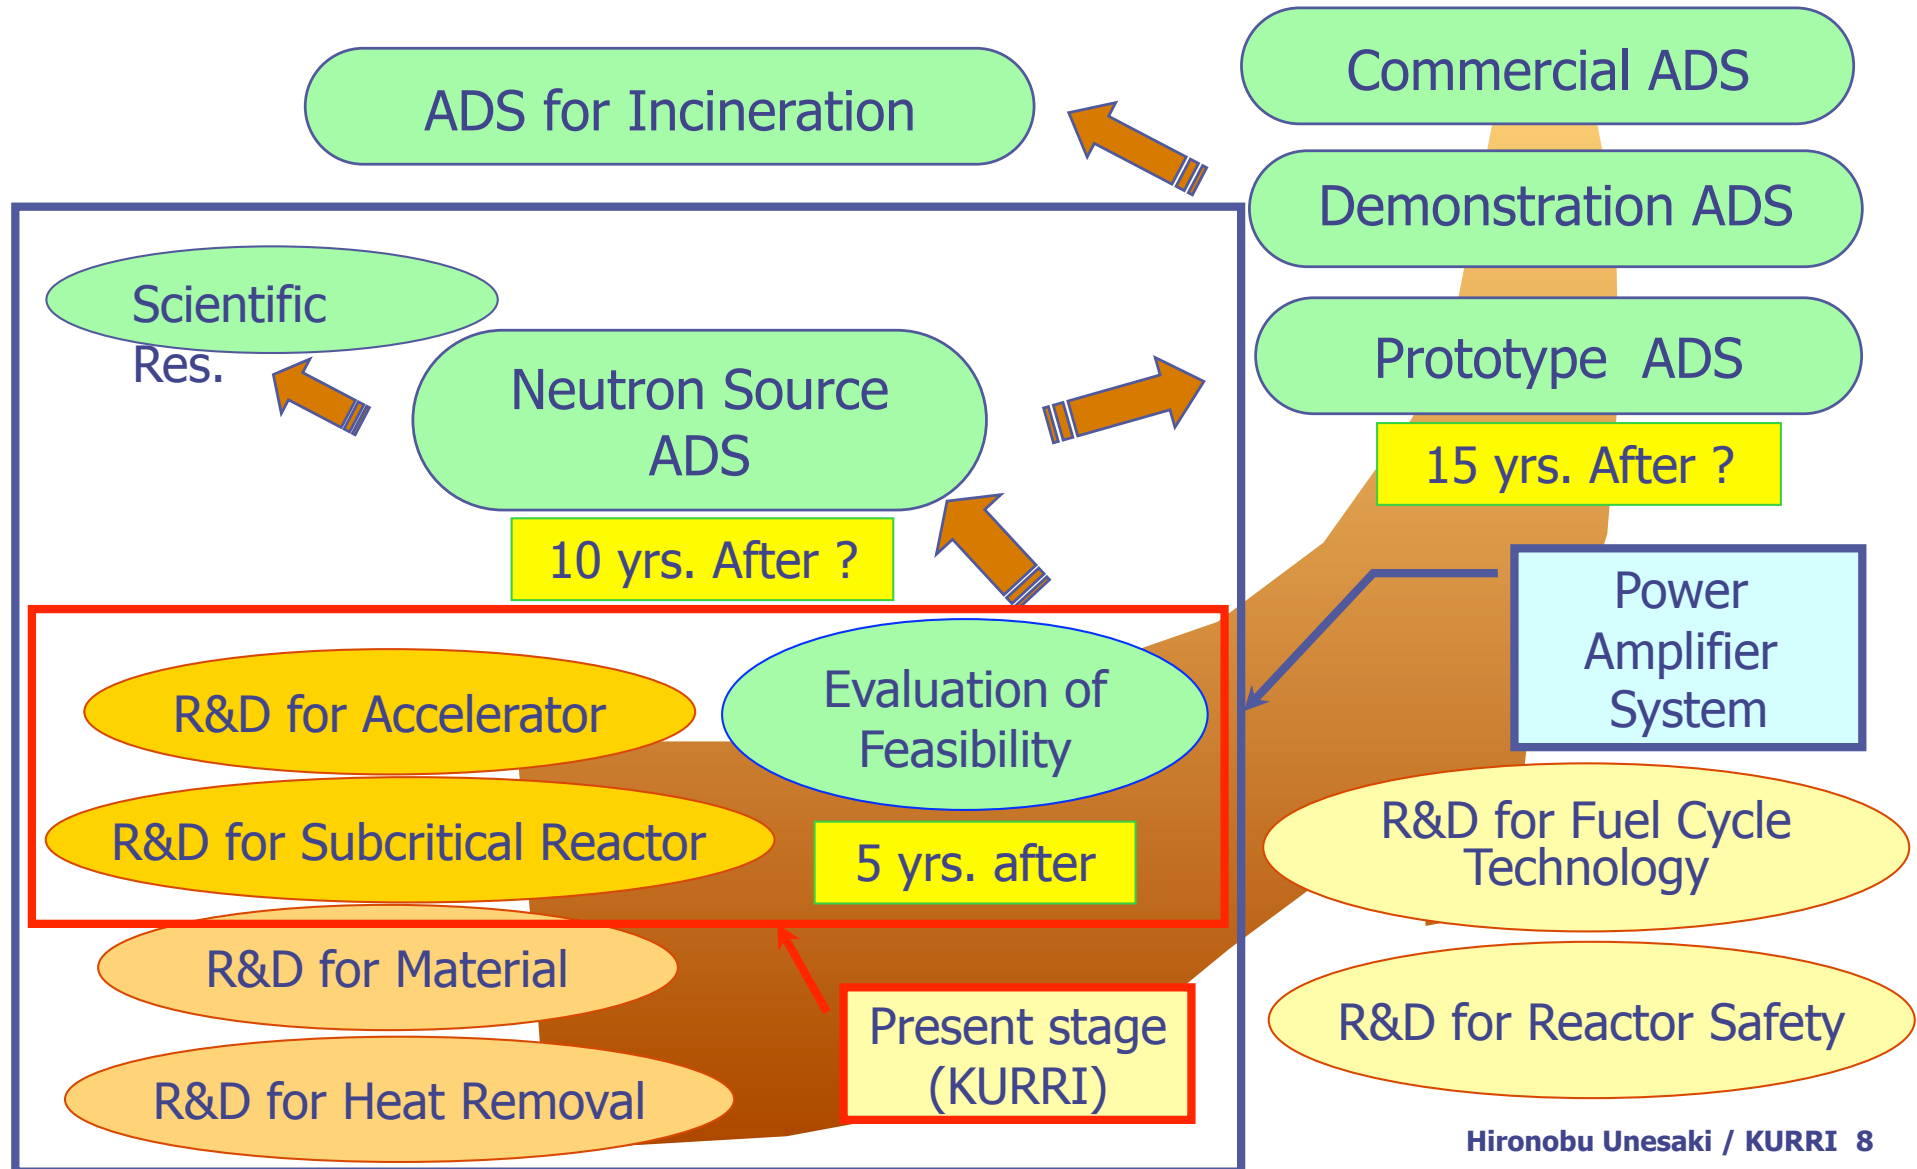 Commercial ADS
ADS for Incineration
Demonstration ADS
Scientific
Res.
Prototype ADS
Neutron Source
ADS
15 yrs. After ?
10 yrs. After ?
Power
Amplifier
System
Evaluation of
Feasibility
R&D for Accelerator
R&D for Subcritical Reactor
5 yrs. after
R&D for Fuel Cycle
Technology
R&D for Material
Present stage
(KURRI)
R&D for Reactor Safety
R&D for Heat Removal
Hironobu Unesaki / KURRI 8